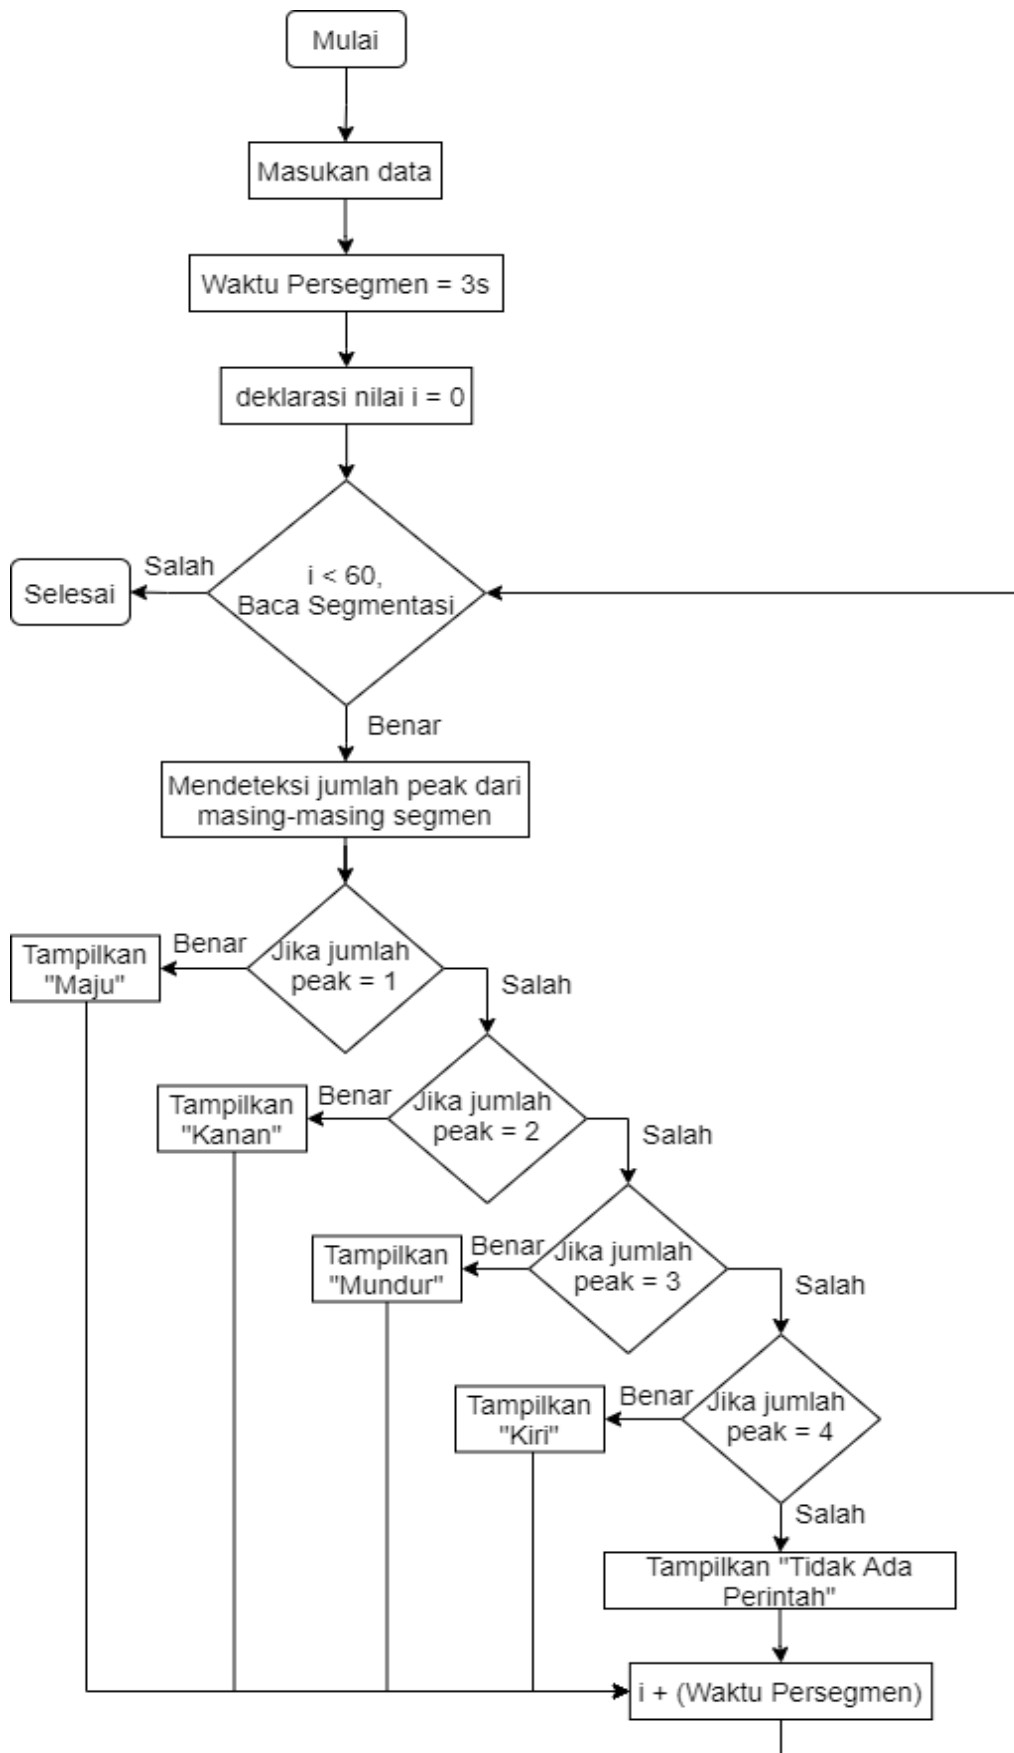 Mulai
Masukan data
Waktu Persegmen = 3s
deklarasi nilai i = 0
i < 60,
Baca Segmentasi
Salah
Selesai
Benar
Mendeteksi jumlah peak dari
masing-masing segmen
Jika jumlah
peak = 1
Benar
Tampilkan
"Maju"
Salah
Jika jumlah
peak = 2
Benar
Tampilkan
"Kanan"
Salah
Jika jumlah
peak = 3
Benar
Tampilkan
"Mundur"
Salah
Jika jumlah
peak = 4
Benar
Tampilkan
"Kiri"
Salah
Tampilkan "Tidak Ada
Perintah"
i + (Waktu Persegmen)